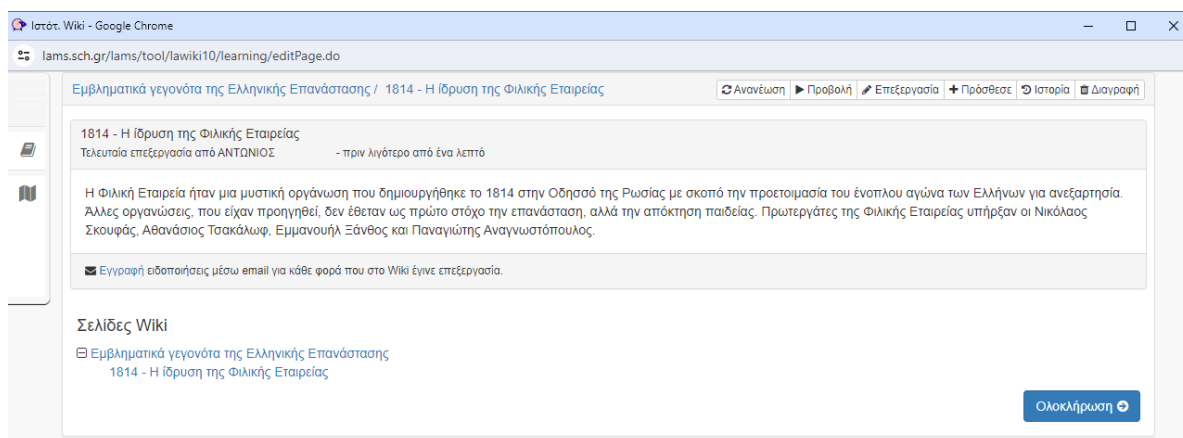 Ιστότ. Wiki - Google Chrome
lams.sch.gr/lams/tool/lawiki10/learning/editPage.do
Εμβληματικά γεγονότα της Ελληνικής Επανάστασης / 1814 - Η ίδρυση της Φιλικής Εταιρείας
Ανανέωση Προβολή Επεξεργασία Πρόσθεσε Ιστορία Διαγραφή
1814 - Η ίδρυση της Φιλικής Εταιρείας
Τελευταία επεξεργασία από ΑΝΤΩΝΙΟΣ - πριν λιγότερο από ένα λεπτό
Η Φιλική Εταιρεία ήταν μια μυστική οργάνωση που δημιουργήθηκε το 1814 στην Οδησσό της Ρωσίας με σκοπό την προετοιμασία του ένοπλου αγώνα των Ελλήνων για ανεξαρτησία.
Άλλες οργανώσεις, που είχαν προηγηθεί, δεν έθεταν ως πρώτο στόχο την επανάσταση, αλλά την απόκτηση παιδείας. Πρωτεργάτες της Φιλικής Εταιρείας υπήρξαν οι Νικόλαος
Σκουφάς, Αθανάσιος Τσακάλωφ, Εμμανουήλ Ξάνθος και Παναγιώτης Αναγνωστόπουλος.
Εγγραφή ειδοποιήσεις μέσω email για κάθε φορά που στο Wiki έγινε επεξεργασία.
Σελίδες Wiki
Εμβληματικά γεγονότα της Ελληνικής Επανάστασης
1814 - Η ίδρυση της Φιλικής Εταιρείας
Ολοκλήρωση